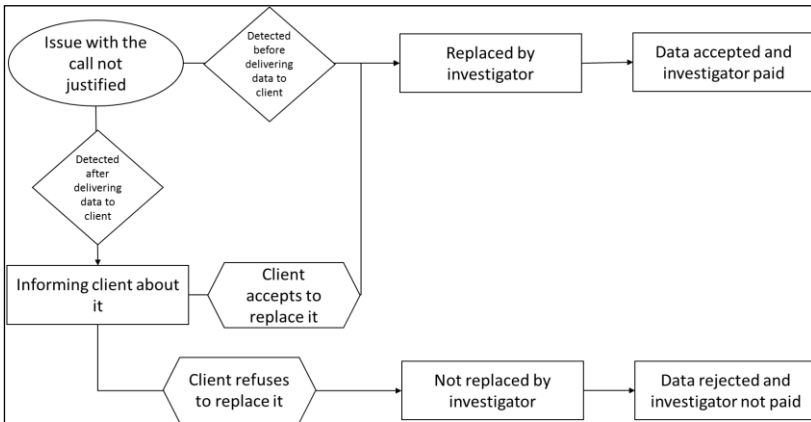 Issue with the
call not
justified
Detected
before
delivering
data to
client
Replaced by
investigator
Data accepted and
investigator paid
Detected
after
delivering
data to
client
Informing client about
it
Client
accepts to
replace it
Client refuses
to replace it
Not replaced by
investigator
Data rejected and
investigator not paid